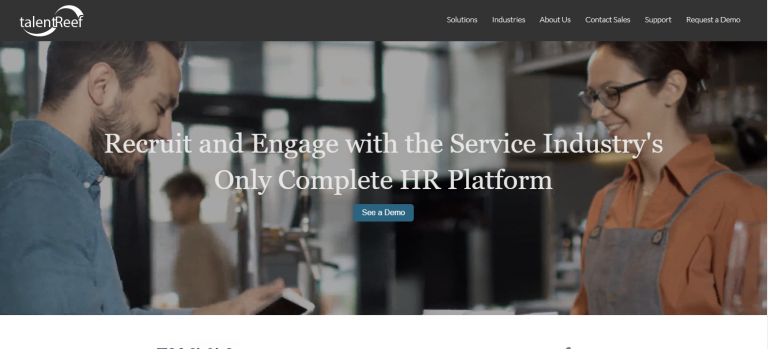 talentReef
Solutions Industries About Us Contact Sales Support Request a Demo
Recruit and Engage with the Service Industry's
Only Complete HR Platform
See a Demo